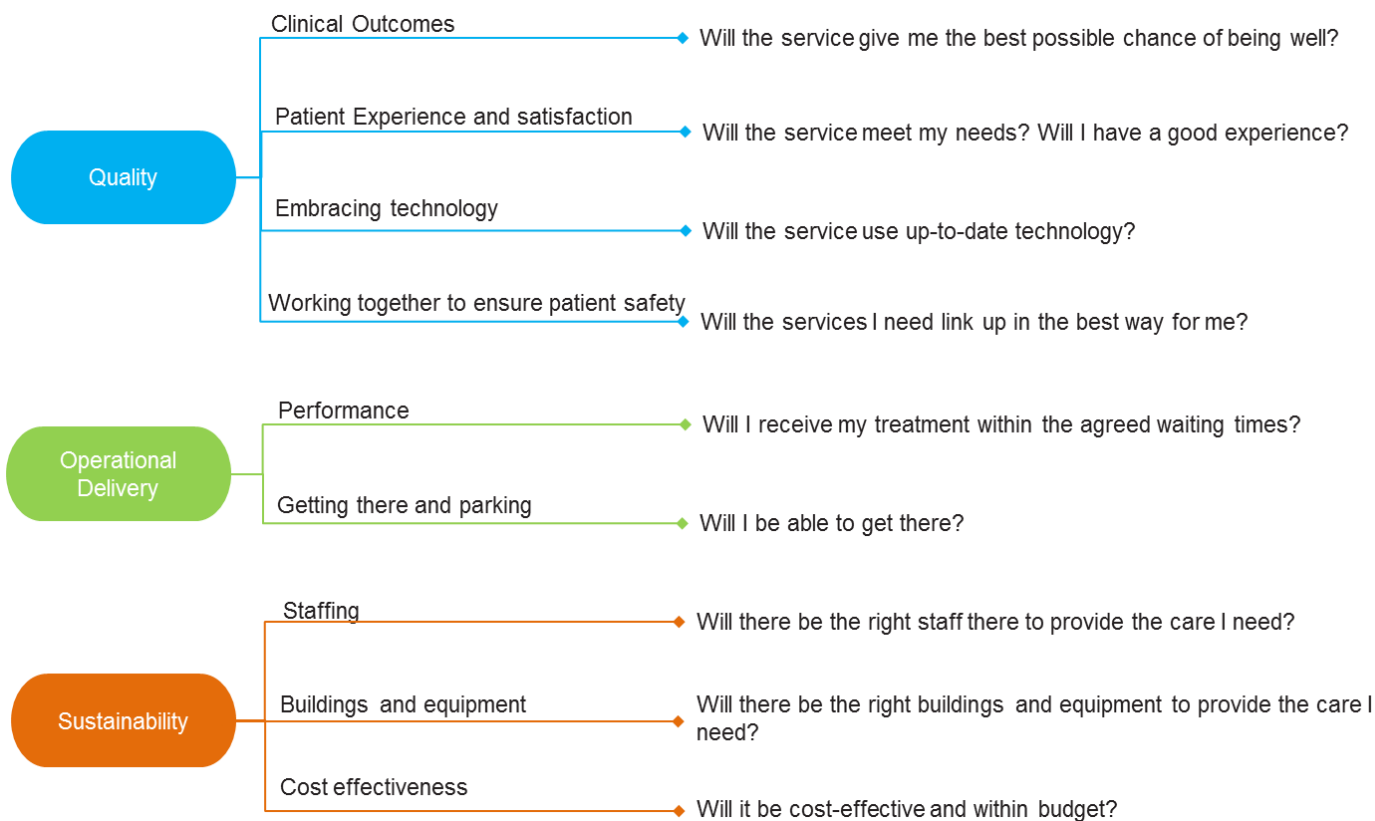 Clinical Outcomes
Will the service give me the best possible chance of being well?
Patient Experience and satisfaction
Will the service meet my needs? Will I have a good experience?
Quality
Embracing technology
Will the service use up-to-date technology?
Working together to ensure patient safety
Will the services I need link up in the best way for me?
Performance
Will I receive my treatment within the agreed waiting times?
Operational
Delivery
Getting there and parking
Will I be able to get there?
Staffing
Will there be the right staff there to provide the care I need?
Sustainability
Buildings and equipment
Will there be the right buildings and equipment to provide the care I
need?
Cost effectiveness
Will it be cost-effective and within budget?